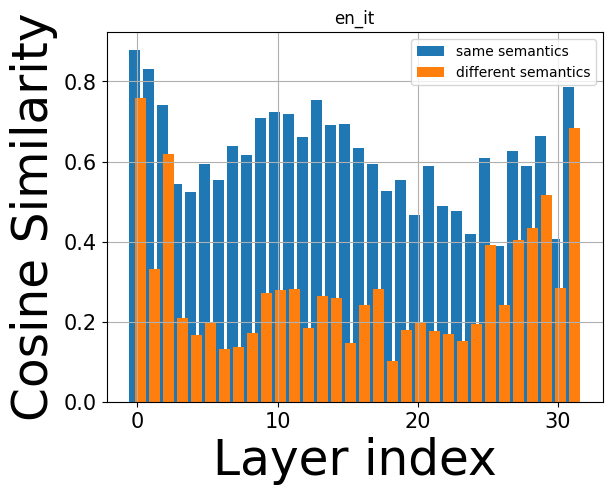 en_it
same semantics
different semantics
Cosine Similarity
0.8
0.6
0.4
0.2
0.0
0
10
20
30
Layer index